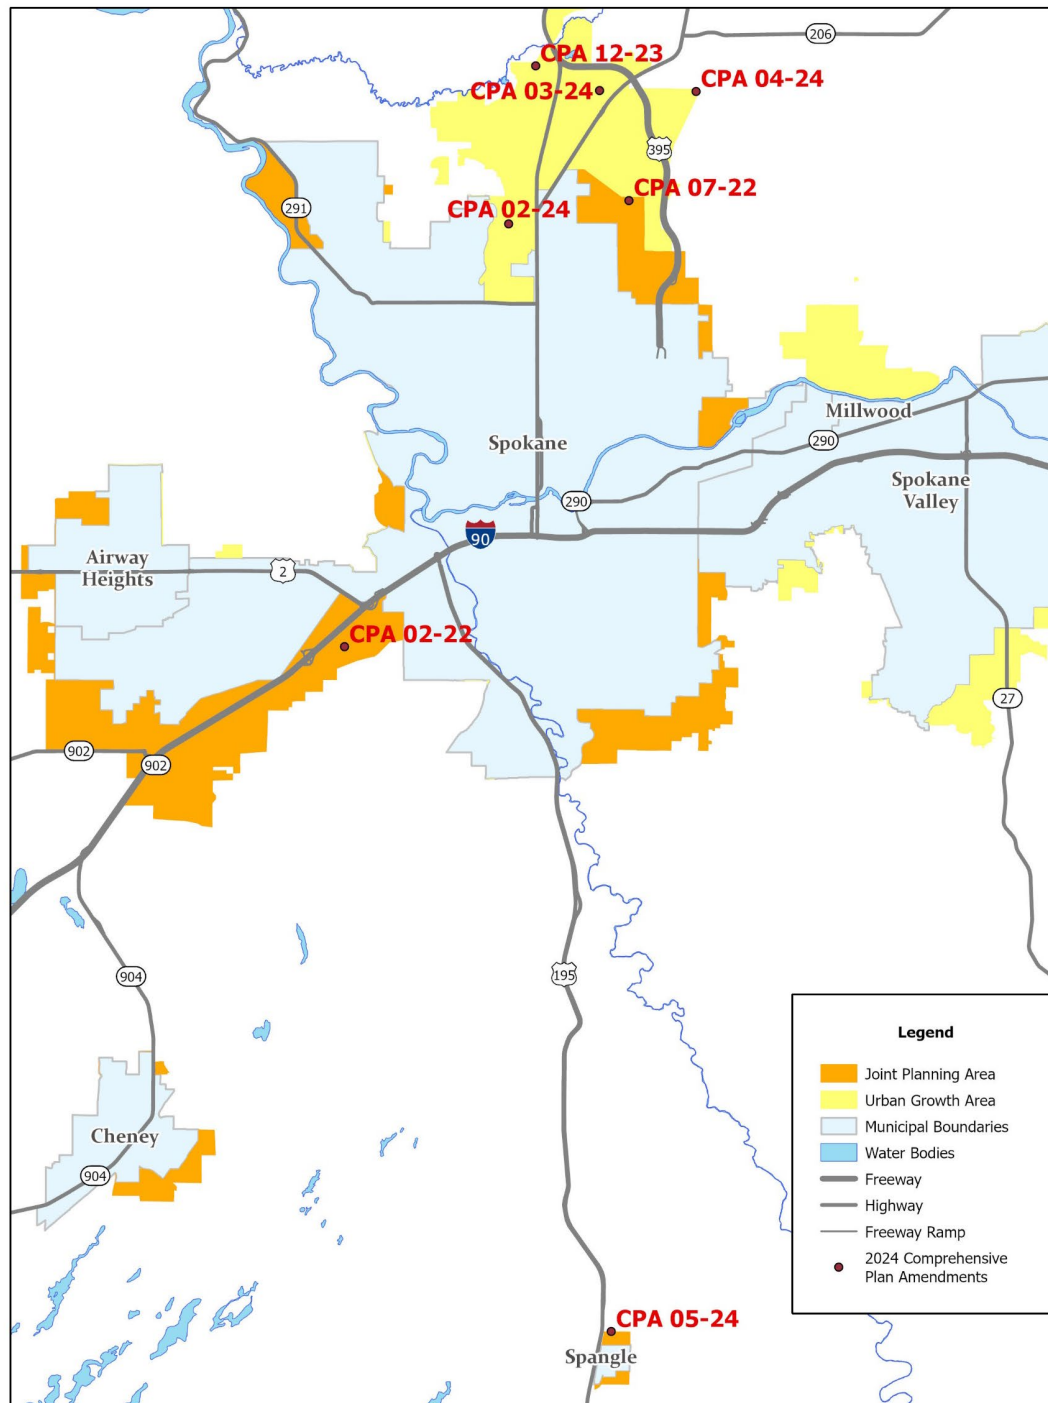 206
CPA 12-23
CPA 03-24
CPA 04-24
395
CPA 07-22
291
CPA 02-24
Millwood
290
Spokane
Spokane
Valley
290
90
Airway
Heights
2
CPA 02-22
27
902
902
904
195
Legend
Joint Planning Area
Urban Growth Area
Municipal Boundaries
Water Bodies
Freeway
Highway
Freeway Ramp
2024 Comprehensive
Plan Amendments
Cheney
904
CPA 05-24
Spangle